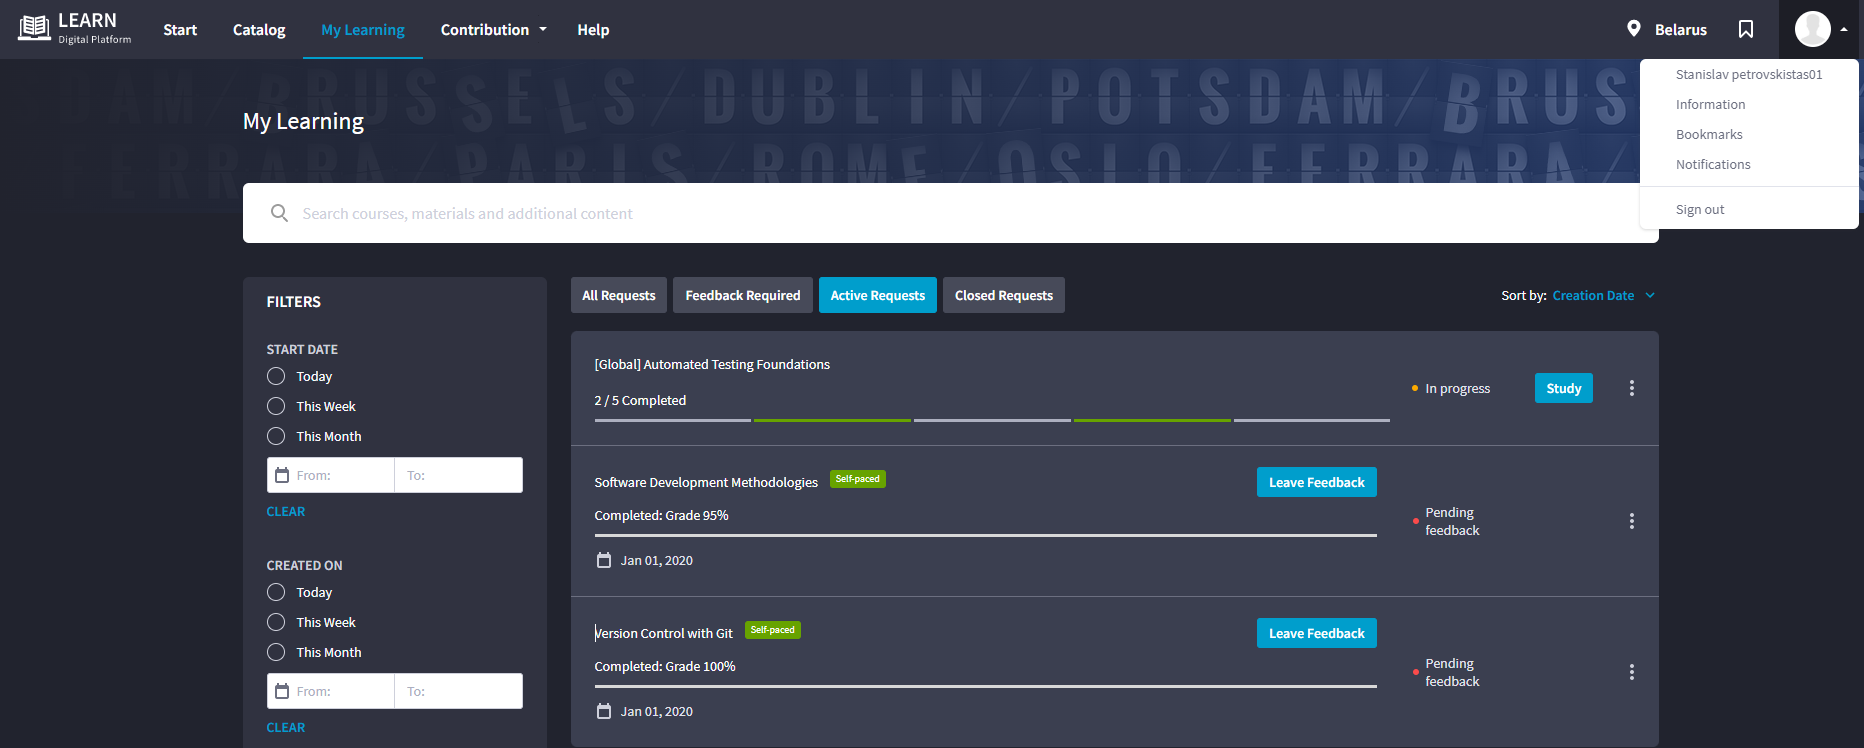 LEARN
Digital Platform
Start
Catalog
My Learning
Contribution
Help
Belarus
Stanislav petrovskistas01
Information
Bookmarks
Notifications
Sign out
DAM/BRUSSELS/DUBLIN/POTSDAM/BRUS
FERRARA/PARIS/ROME/OSLO/FERRARA/
My Learning
Search courses, materials and additional content
FILTERS
START DATE
Today
This Week
This Month
From:
To:
CLEAR
CREATED ON
Today
This Week
This Month
From:
To:
CLEAR
All Requests
Feedback Required
Active Requests
Closed Requests
Sort by: Creation Date
[Global] Automated Testing Foundations
2 / 5 Completed
In progress
Study
Software Development Methodologies
Self-paced
Leave Feedback
Completed: Grade 95%
Pending
feedback
Jan 01, 2020
Version Control with Git
Self-paced
Leave Feedback
Completed: Grade 100%
Pending
feedback
Jan 01, 2020